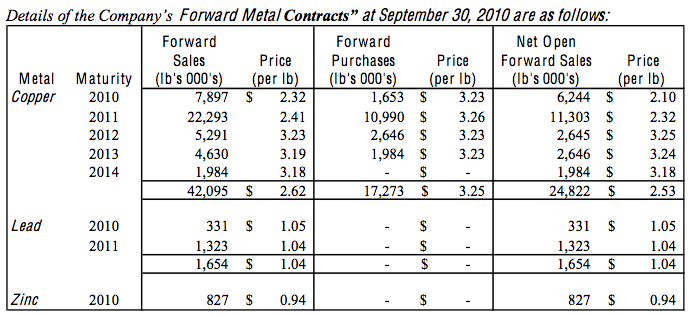 Details of the Company's Forward Metal Contracts” at September 30, 2010 are as follows:
Forward Forward Net Open
Sales Price Purchases Price Forward Sales Price
Metal Maturity (lb's 000's) (per lb) (lb's 000's) (per lb) (lb's 000's) (per lb)
Copper 2010 7,897 $ 2.32 1,653 $ 3.23 6,244 $ 2.10
2011 22,293 2.41 10,990 $ 3.26 11,303 $ 2.32
2012 5,291 3.23 2,646 $ 3.23 2,645 $ 3.25
2013 4,630 3.19 1,984 $ 3.23 2,646 $ 3.24
2014 1,984 3.18 - $ - 1,984 $ 3.18
42,095 $ 2.62 17,273 $ 3.25 24,822 $ 2.53
Lead 2010 331 $ 1.05 - $ - 331 $ 1.05
2011 1,323 1.04 - $ - 1,323 1.04
1,654 $ 1.04 - $ - 1,654 $ 1.04
Zinc 2010 827 $ 0.94 - $ - 827 $ 0.94